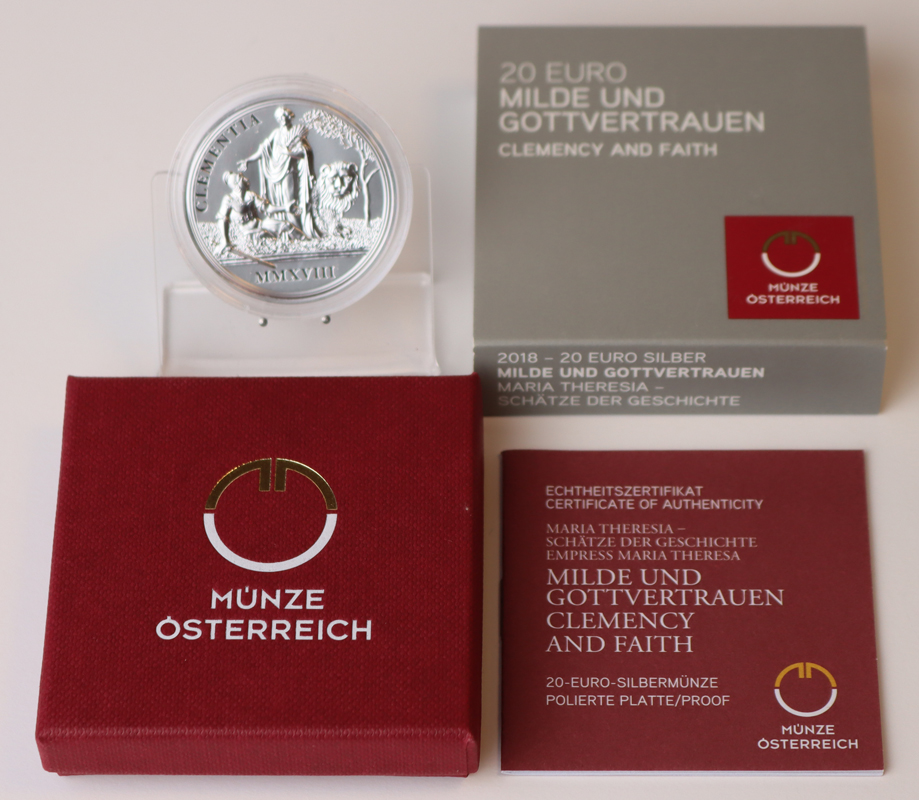 CLEMENTIA
MMXVIII
20 EURO
MILDE UND
GOTTVERTRAUEN
CLEMENCY AND FAITH
MÜNZE
ÖSTERREICH
2018 – 20 EURO SILBER
MILDE UND GOTTVERTRAUEN
MARIA THERESIA –
SCHÄTZE DER GESCHICHTE
MÜNZE
ÖSTERREICH
ECHTHEITSZERTIFIKAT
CERTIFICATE OF AUTHENTICITY
MARIA THERESIA –
SCHÄTZE DER GESCHICHTE
EMPRESS MARIA THERESA
MILDE UND
GOTTVERTRAUEN
CLEMENCY
AND FAITH
20-EURO-SILBERMÜNZE
POLIERTE PLATTE/PROOF
MÜNZE
ÖSTERREICH